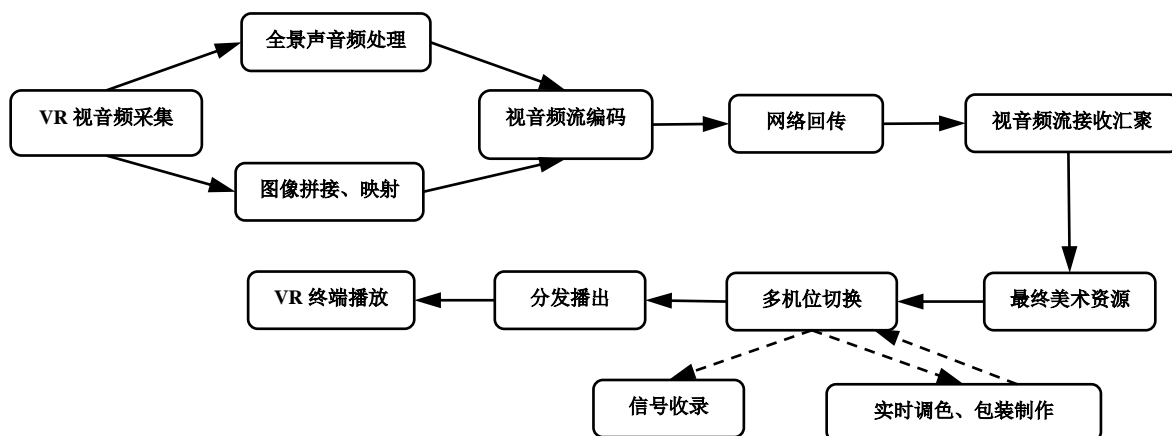 全景声音频处理
VR 视音频采集
视音频流编码
网络回传
视音频流接收汇聚
图像拼接、映射
VR 终端播放
分发播出
多机位切换
最终美术资源
信号收录
实时调色、包装制作